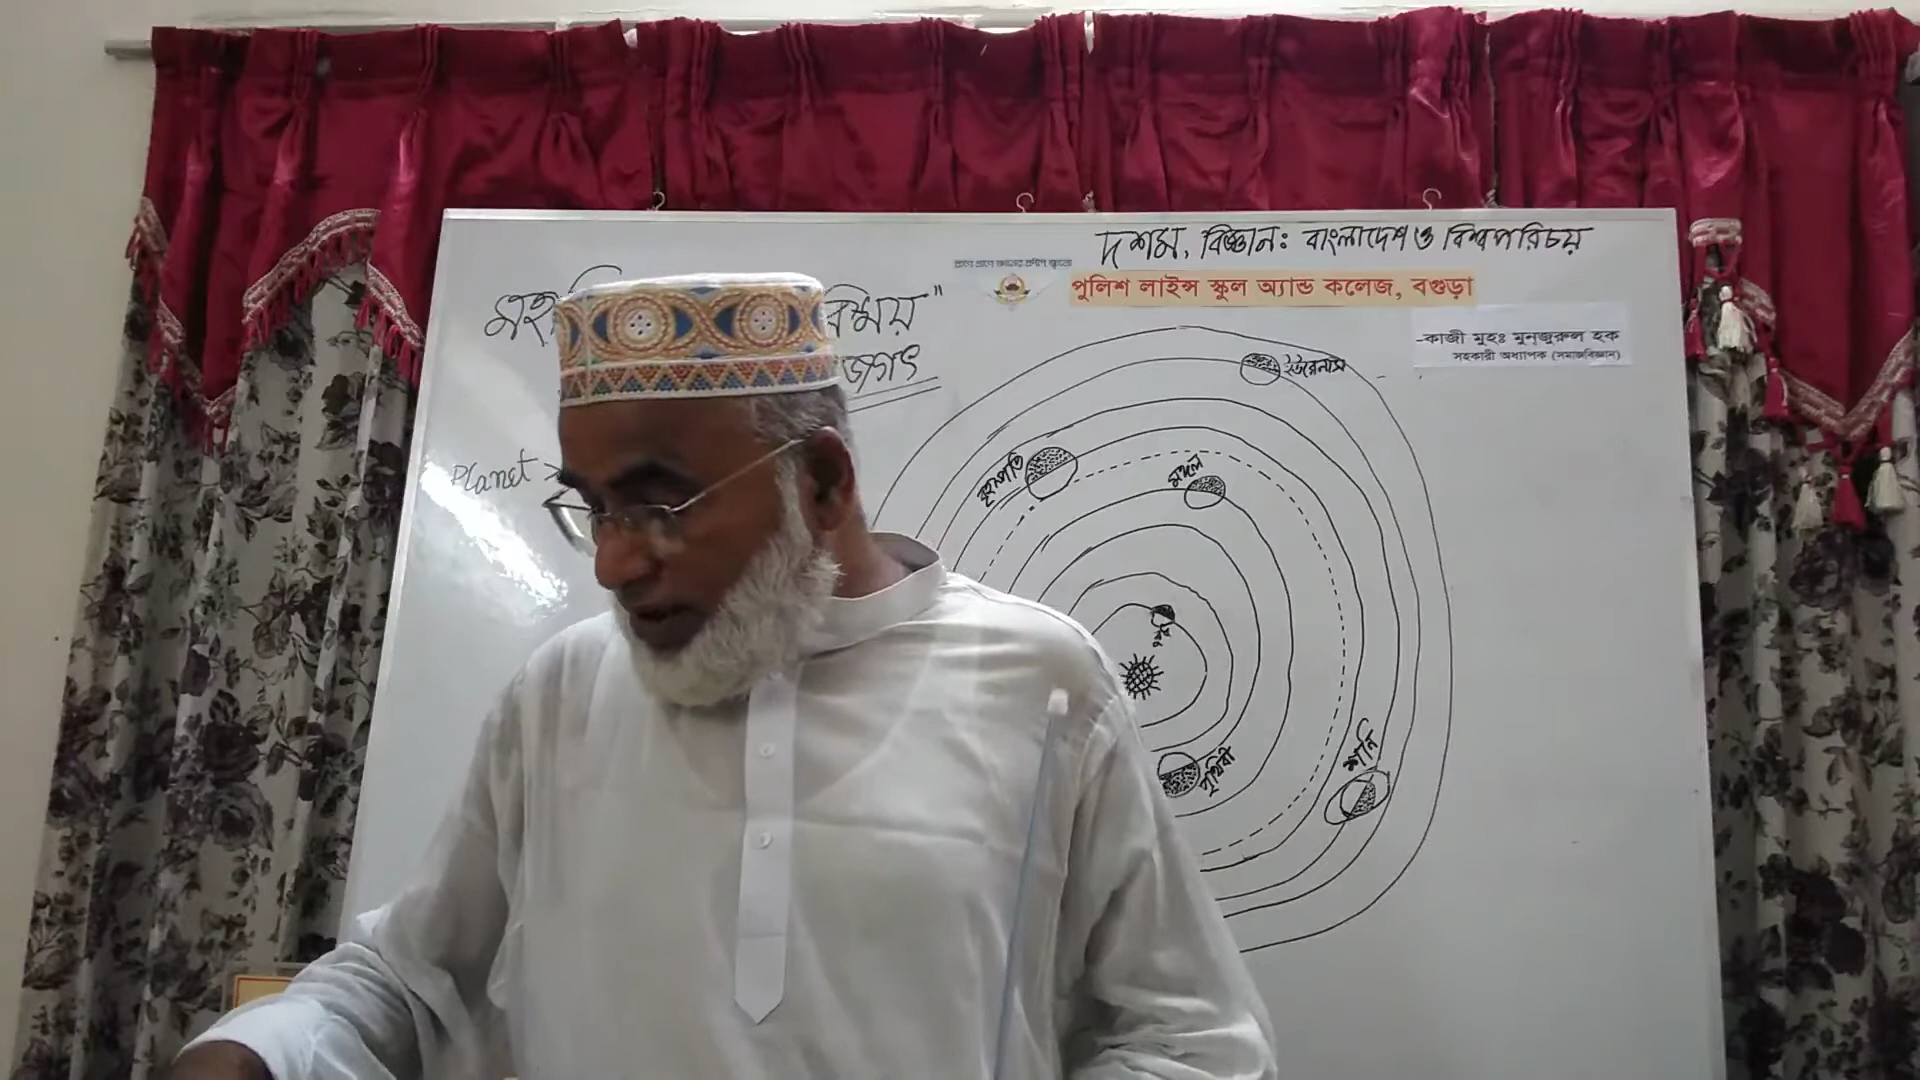 দশম, বিজ্ঞান: বাংলাদেশ ও বিশ্বপরিচয়
পুলিশ লাইন্স স্কুল অ্যান্ড কলেজ, বগুড়া
-কাজী মুহঃ মুনজুরুল হক
সহকারী অধ্যাপক (সমাজবিজ্ঞান)
জগৎ
Planet
ইউরেনাস
বৃহস্পতি
মঙ্গল
পৃথিবী
শনি